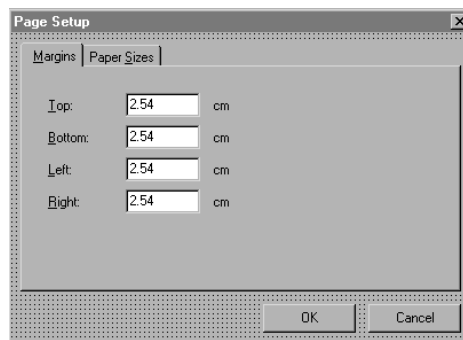 Page Setup
Margins Paper Sizes
Top: 2.54 cm
Bottom: 2.54 cm
Left: 2.54 cm
Right: 2.54 cm
OK Cancel